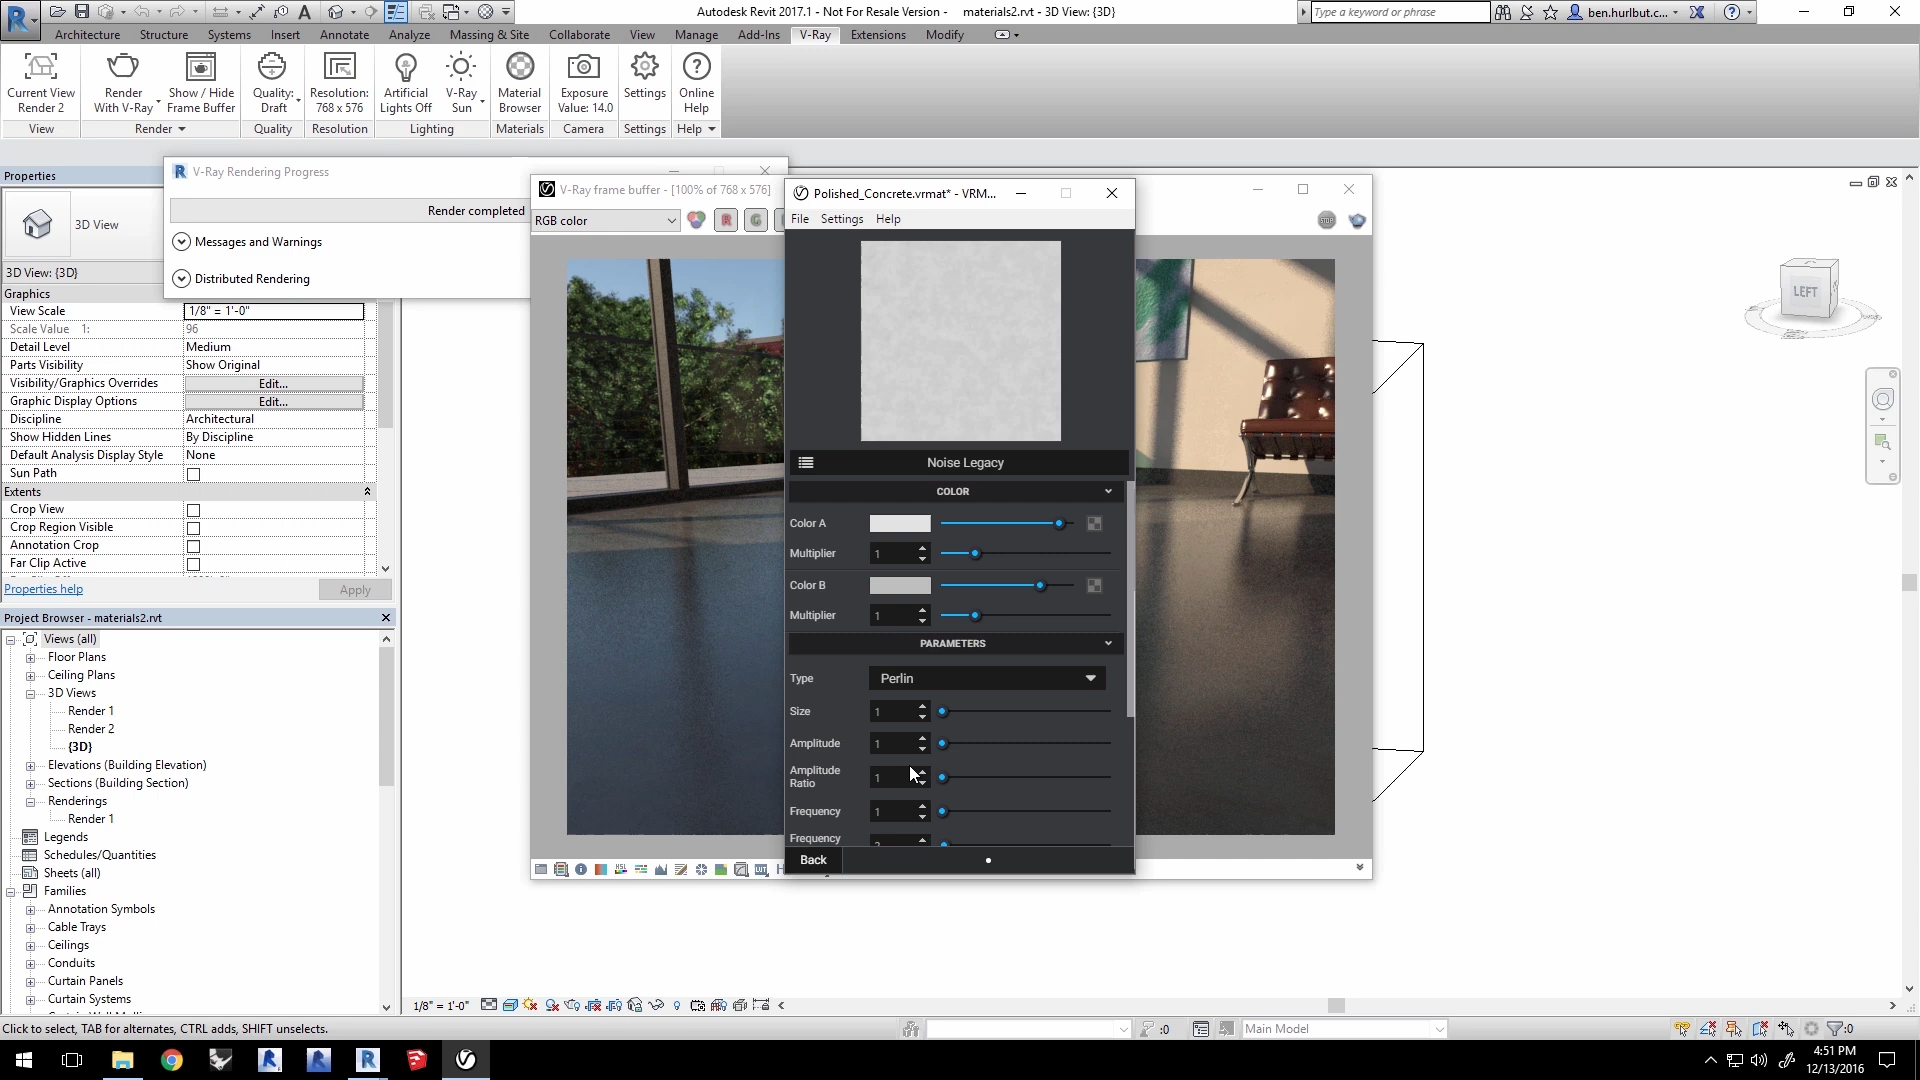 Autodesk Revit 2017.1 - Not For Resale Version - materials2.rvt - 3D View: {3D}
Type a keyword or phrase
ben.hurlbut.c...
Architecture Structure Systems Insert Annotate Analyze Massing & Site Collaborate View Manage Add-Ins V-Ray Extensions Modify
Current View
Render 2
Render
With V-Ray
Show / Hide
Frame Buffer
Quality:
Draft
Resolution:
768 x 576
Artificial
Lights Off
V-Ray
Sun
Material
Browser
Exposure
Value: 14.0
Settings
Online
Help
View Render Quality Resolution Lighting Materials Camera Settings Help
Properties
3D View
3D View: {3D}
Graphics
View Scale 1/8" = 1'-0"
Scale Value 1: 96
Detail Level Medium
Parts Visibility Show Original
Visibility/Graphics Overrides Edit...
Graphic Display Options Edit...
Discipline Architectural
Show Hidden Lines By Discipline
Default Analysis Display Style None
Sun Path
Extents
Crop View
Crop Region Visible
Annotation Crop
Far Clip Active
Properties help Apply
Project Browser - materials2.rvt
Views (all)
Floor Plans
Ceiling Plans
3D Views
Render 1
Render 2
{3D}
Elevations (Building Elevation)
Sections (Building Section)
Renderings
Render 1
Legends
Schedules/Quantities
Sheets (all)
Families
Annotation Symbols
Cable Trays
Ceilings
Conduits
Curtain Panels
Curtain Systems
V-Ray Rendering Progress
Render completed
Messages and Warnings
Distributed Rendering
V-Ray frame buffer - [100% of 768 x 576]
RGB color
R G
STOP
HSL
LUT
Polished_Concrete.vrmat* - VRM...
File Settings Help
Noise Legacy
COLOR
Color A
Multiplier 1
Color B
Multiplier 1
PARAMETERS
Type Perlin
Size 1
Amplitude 1
Amplitude
Ratio 1
Frequency 1
Frequency
Back
LEFT
1/8" = 1'-0"
Click to select, TAB for alternates, CTRL adds, SHIFT unselects.
:0
Main Model
:0
4:51 PM
12/13/2016